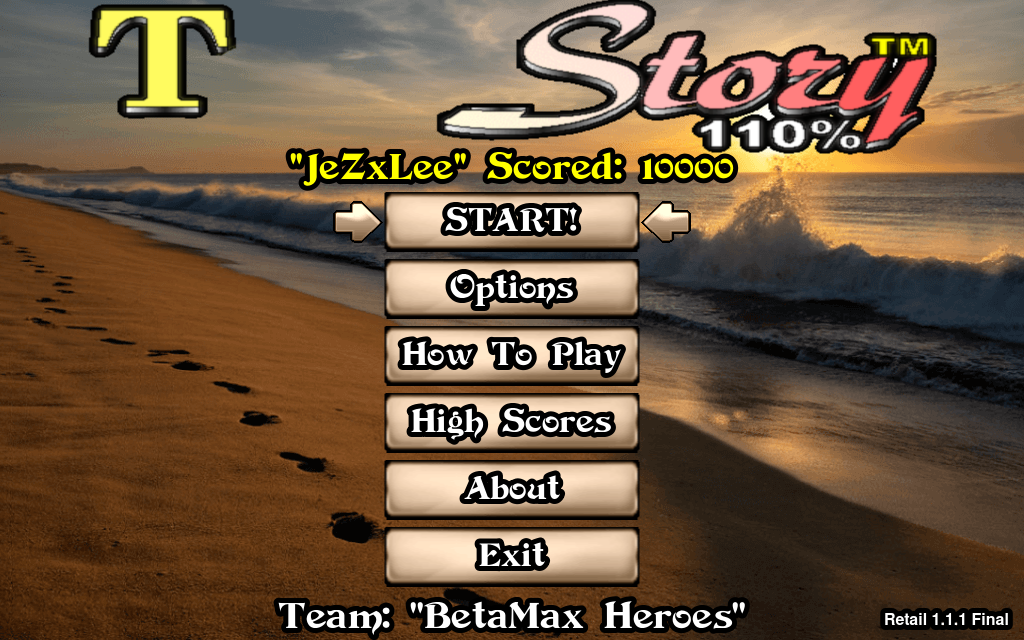 T Story™
110%
"JeZxLee" Scored: 10000
START!
Options
How To Play
High Scores
About
Exit
Team: "BetaMax Heroes"
Retail 1.1.1 Final